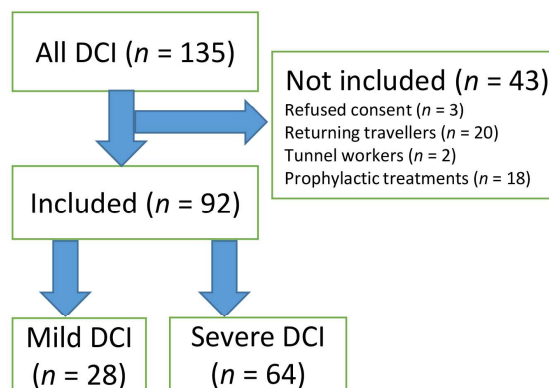 All DCI (n = 135)
Not included (n = 43)
Refused consent (n = 3)
Returning travellers (n = 20)
Tunnel workers (n = 2)
Prophylactic treatments (n = 18)
Included (n = 92)
Mild DCI
(n = 28)
Severe DCI
(n = 64)